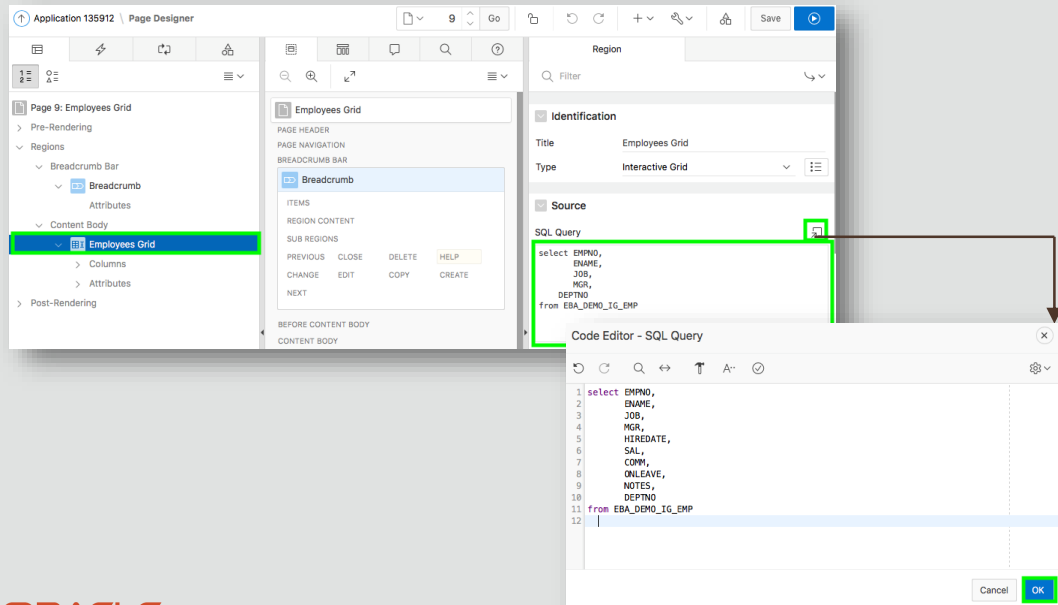 Application 135912 \ Page Designer
9 Go
Save
Page 9: Employees Grid
Pre-Rendering
Regions
Breadcrumb Bar
Breadcrumb
Attributes
Content Body
Employees Grid
Columns
Attributes
Post-Rendering
Employees Grid
PAGE HEADER
PAGE NAVIGATION
BREADCRUMB BAR
Breadcrumb
ITEMS
REGION CONTENT
SUB REGIONS
PREVIOUS CLOSE DELETE HELP
CHANGE EDIT COPY CREATE
NEXT
BEFORE CONTENT BODY
CONTENT BODY
Region
Filter
Identification
Title Employees Grid
Type Interactive Grid
Source
SQL Query
select EMPNO,
ENAME,
JOB,
MGR,
DEPTNO
from EBA_DEMO_IG_EMP
Code Editor - SQL Query
1 select EMPNO,
2 ENAME,
3 JOB,
4 MGR,
5 HIREDATE,
6 SAL,
7 COMM,
8 ONLEAVE,
9 NOTES,
10 DEPTNO
11 from EBA_DEMO_IG_EMP
12
Cancel OK